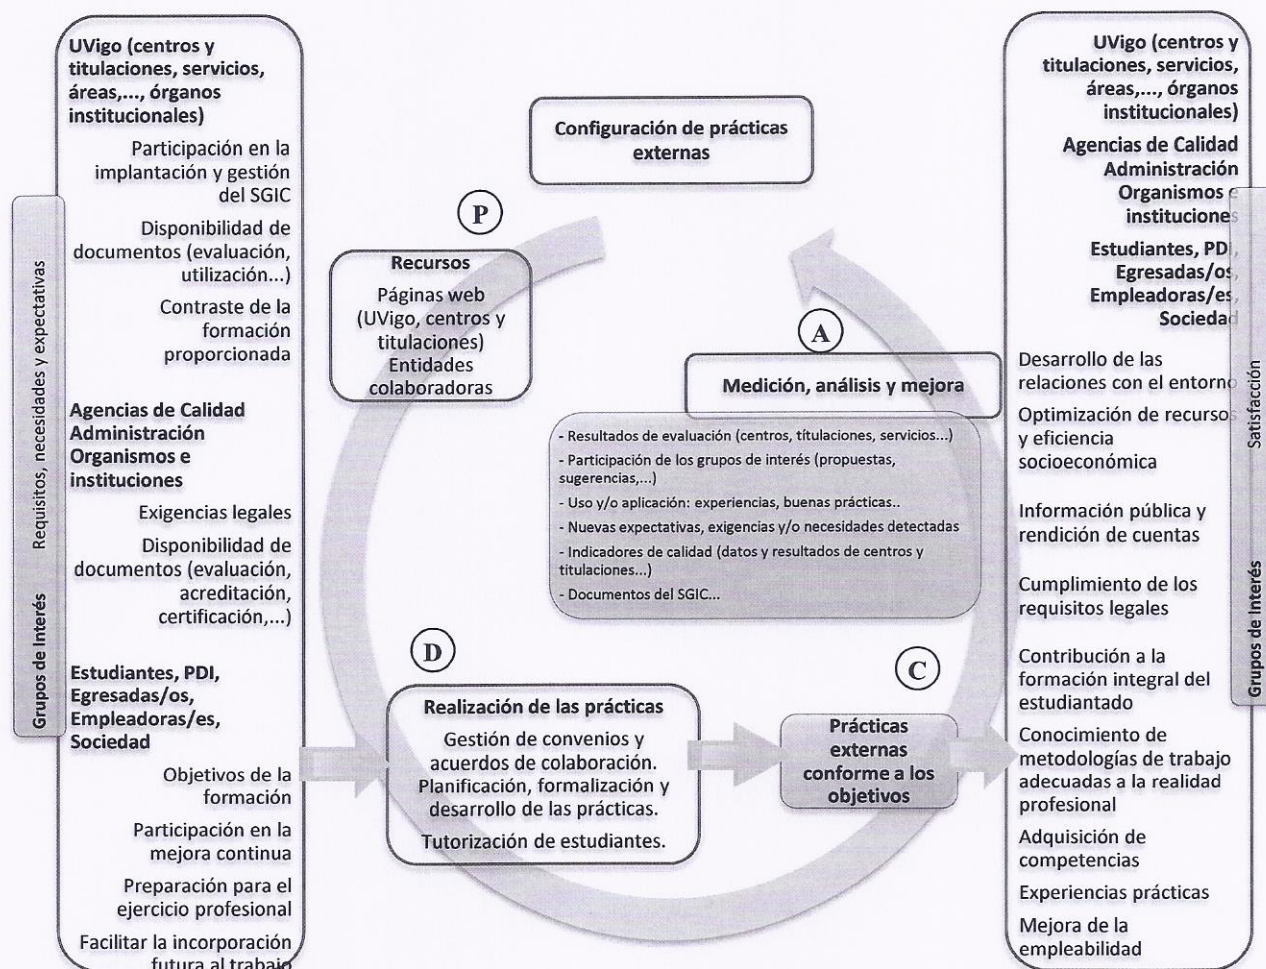 UVigo (centros y
titulaciones, servicios,
áreas,..., órganos
institucionales)
Participación en la
implantación y gestión
del SGIC
Disponibilidad de
documentos (evaluación,
utilización...)
Contraste de la
formación
proporcionada
Agencias de Calidad
Administración
Organismos e
instituciones
Exigencias legales
Disponibilidad de
documentos (evaluación,
acreditación,
certificación,...)
Estudiantes, PDI,
Egresadas/os,
Empleadoras/es,
Sociedad
Objetivos de la
formación
Participación en la
mejora continua
Preparación para el
ejercicio profesional
Facilitar la incorporación
futura al trabajo
Grupos de Interés Requisitos, necesidades y expectativas
Configuración de prácticas
externas
P
Recursos
Páginas web
(UVigo, centros y
titulaciones)
Entidades
colaboradoras
A
Medición, análisis y mejora
- Resultados de evaluación (centros, títulaciones, servicios...)
- Participación de los grupos de interés (propuestas,
sugerencias,...)
- Uso y/o aplicación: experiencias, buenas prácticas..
- Nuevas expectativas, exigencias y/o necesidades detectadas
- Indicadores de calidad (datos y resultados de centros y
titulaciones...)
- Documentos del SGIC...
D
Realización de las prácticas
Gestión de convenios y
acuerdos de colaboración.
Planificación, formalización y
desarrollo de las prácticas.
Tutorización de estudiantes.
C
Prácticas
externas
conforme a los
objetivos
UVigo (centros y
titulaciones, servicios,
áreas,..., órganos
institucionales)
Agencias de Calidad
Administración
Organismos e
instituciones
Estudiantes, PDI,
Egresadas/os,
Empleadoras/es,
Sociedad
Desarrollo de las
relaciones con el entorno
Optimización de recursos
y eficiencia
socioeconómica
Información pública y
rendición de cuentas
Cumplimiento de los
requisitos legales
Contribución a la
formación integral del
estudiantado
Conocimiento de
metodologías de trabajo
adecuadas a la realidad
profesional
Adquisición de
competencias
Experiencias prácticas
Mejora de la
empleabilidad
Grupos de Interés Satisfacción